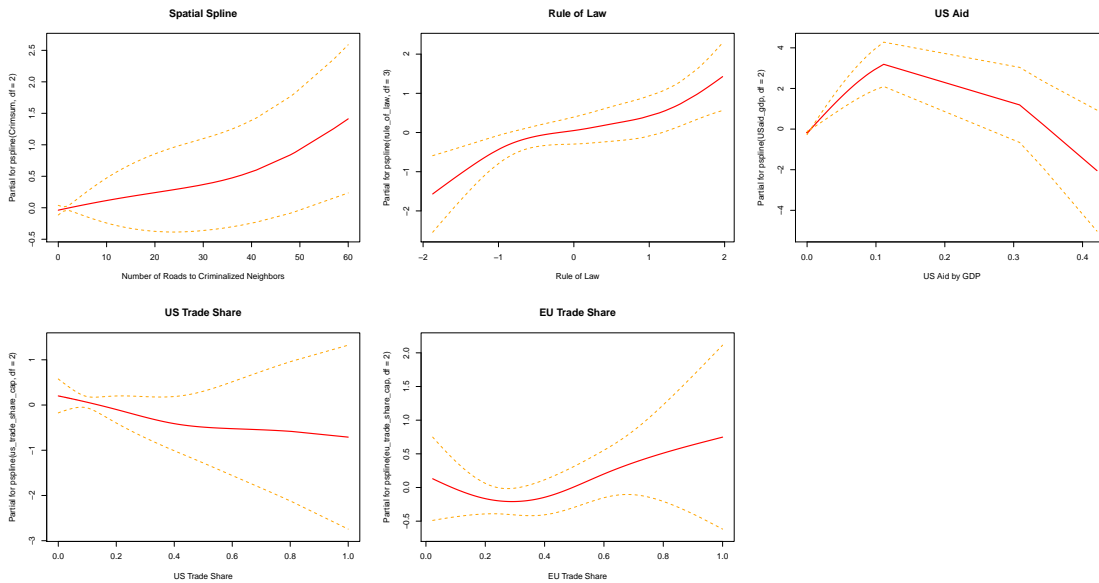 Spatial Spline
Partial for pspline(Crimsum, df = 2)
2.5
2.0
1.5
1.0
0.5
0.0
−0.5
0 10 20 30 40 50 60
Number of Roads to Criminalized Neighbors
Rule of Law
Partial for pspline(rule_of_law, df = 3)
2
1
0
−1
−2
−2 −1 0 1 2
Rule of Law
US Aid
Partial for pspline(USaid_gdp, df = 2)
4
2
0
−2
−4
0.0 0.1 0.2 0.3 0.4
US Aid by GDP
US Trade Share
Partial for pspline(us_trade_share_cap, df = 2)
1
0
−1
−2
−3
0.0 0.2 0.4 0.6 0.8 1.0
US Trade Share
EU Trade Share
Partial for pspline(eu_trade_share_cap, df = 2)
2.0
1.5
1.0
0.5
0.0
−0.5
0.0 0.2 0.4 0.6 0.8 1.0
EU Trade Share